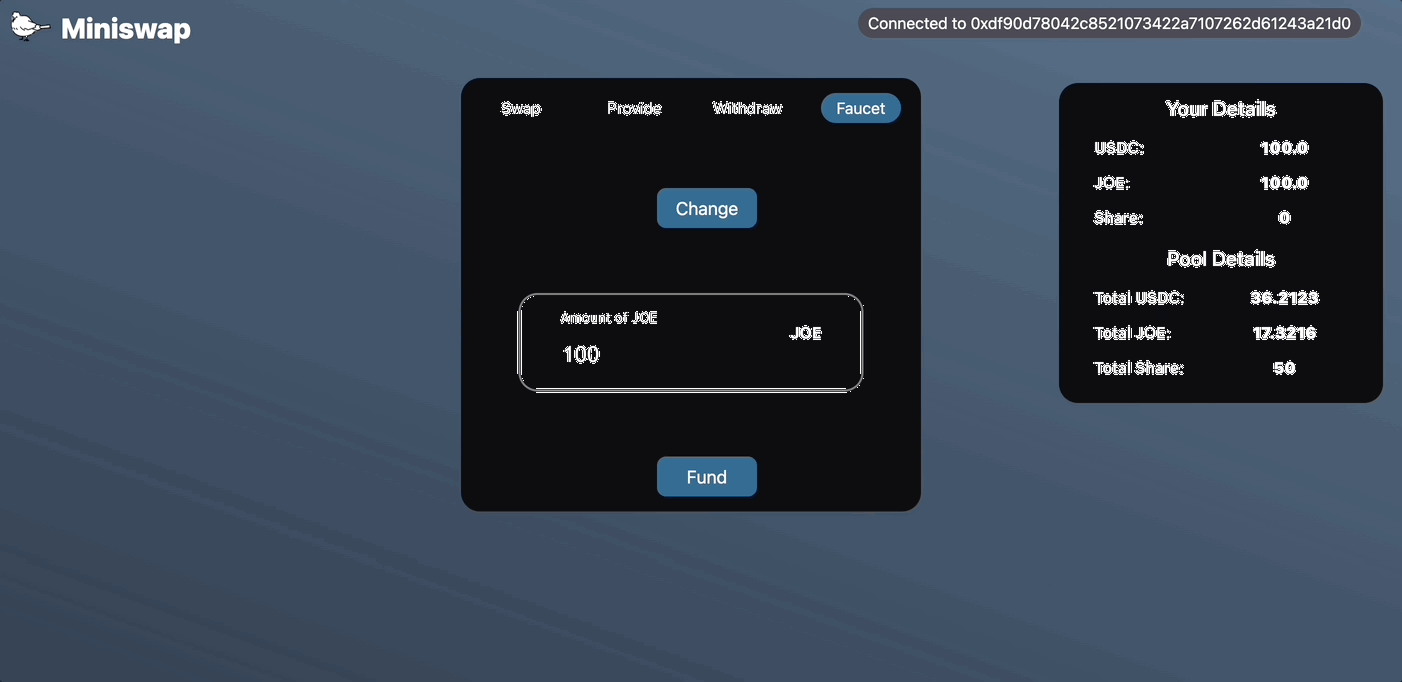 Miniswap
Connected to 0xdf90d78042c8521073422a7107262d61243a21d0
Swap Provide Withdraw Faucet
Change
Amount of JOE
JOE
100
Fund
Your Details
USDC: 100.0
JOE: 100.0
Share: 0
Pool Details
Total USDC: 36.2123
Total JOE: 17.3216
Total Share: 50